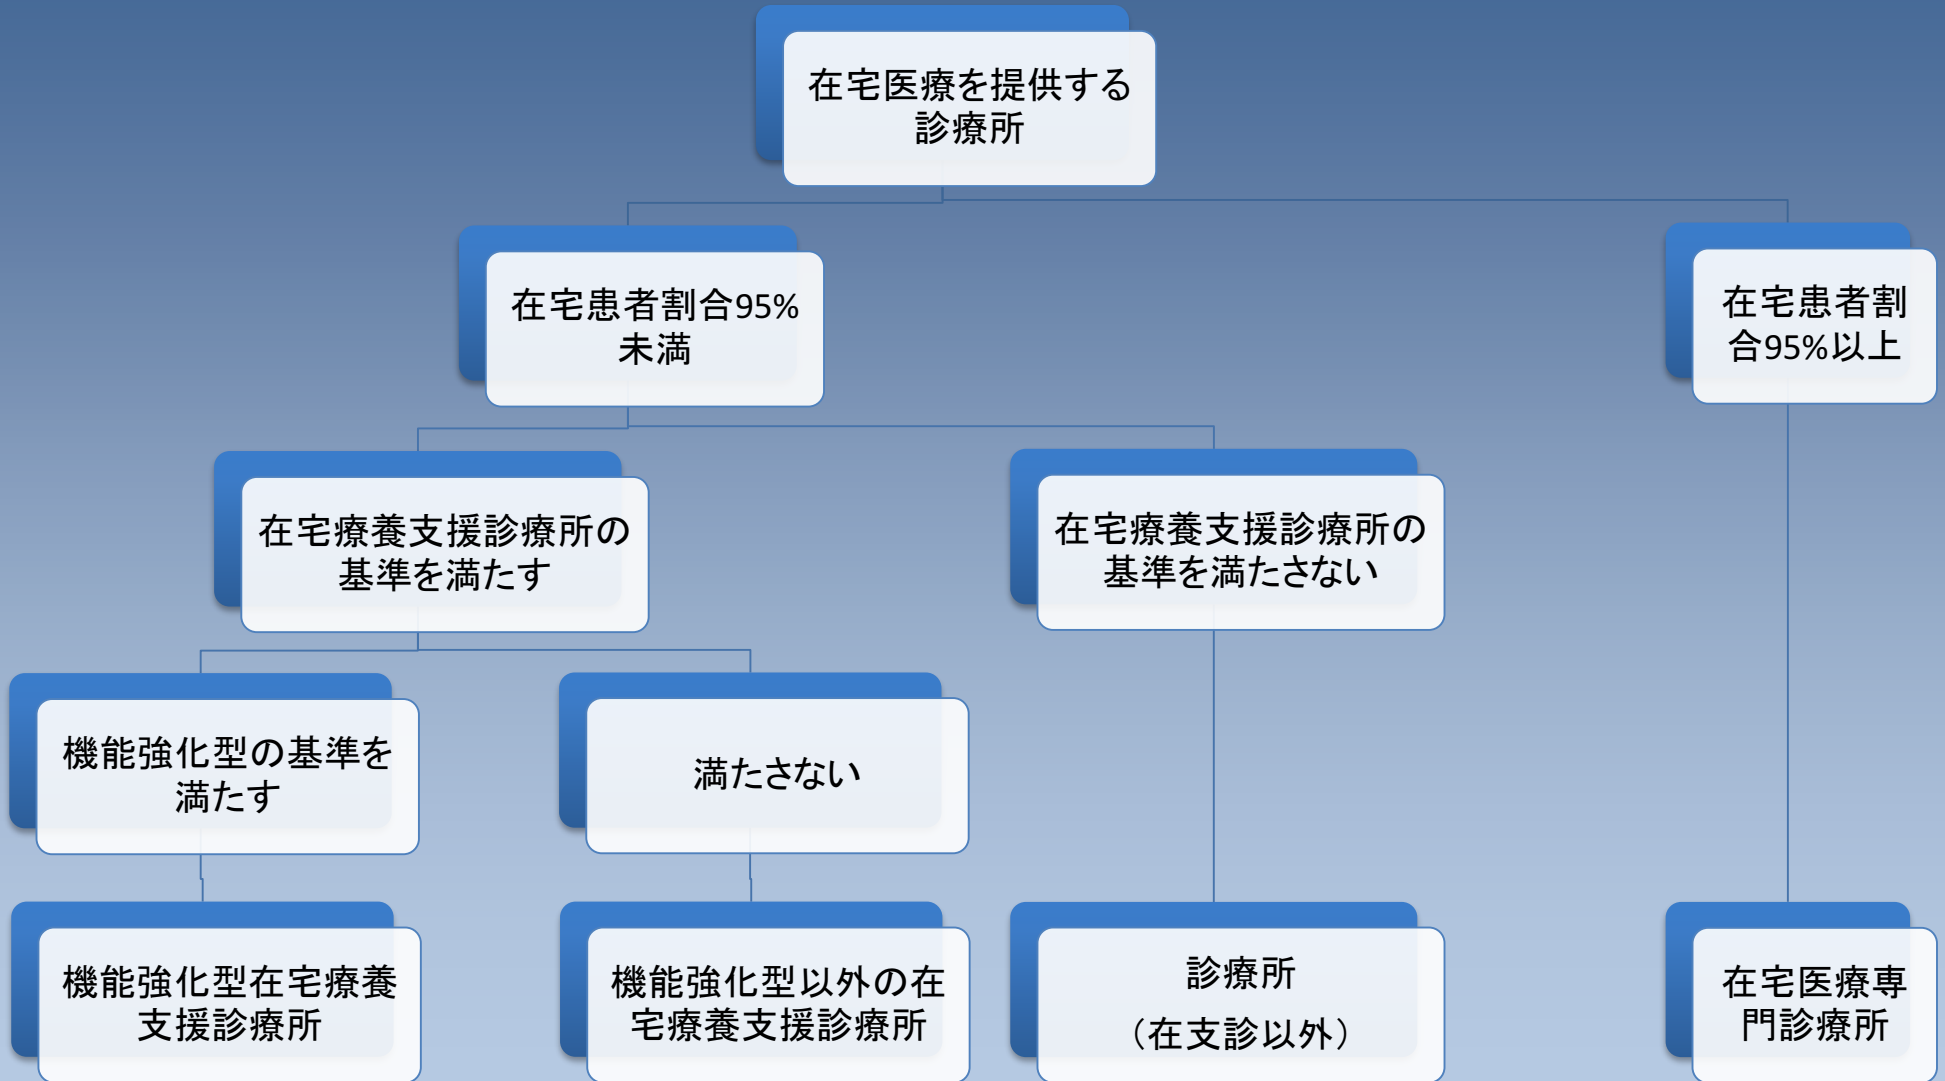 在宅医療を提供する
診療所
在宅患者割合95%
未満
在宅患者割
合95%以上
在宅療養支援診療所の
基準を満たす
在宅療養支援診療所の
基準を満たさない
機能強化型の基準を
満たす
満たさない
機能強化型在宅療養
支援診療所
機能強化型以外の在
宅療養支援診療所
診療所
（在支診以外）
在宅医療専
門診療所